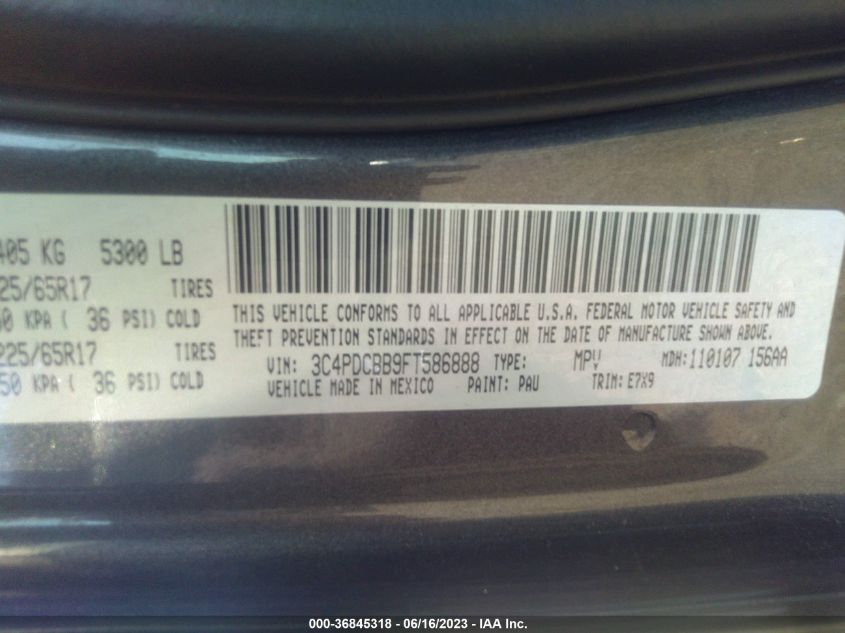 405 KG 5300 LB
25/65R17 TIRES
0 KPA ( 36 PSI) COLD
225/65R17 TIRES
50 KPA ( 36 PSI) COLD
THIS VEHICLE CONFORMS TO ALL APPLICABLE U.S.A. FEDERAL MOTOR VEHICLE SAFETY AND
THEFT PREVENTION STANDARDS IN EFFECT ON THE DATE OF MANUFACTURE SHOWN ABOVE.
VIN: 3C4PDCBB9FT586888 TYPE: MPV MDH: 110107 156AA
VEHICLE MADE IN MEXICO PAINT: PAU TRIM: E7X9
000-36845318 - 06/16/2023 - IAA Inc.